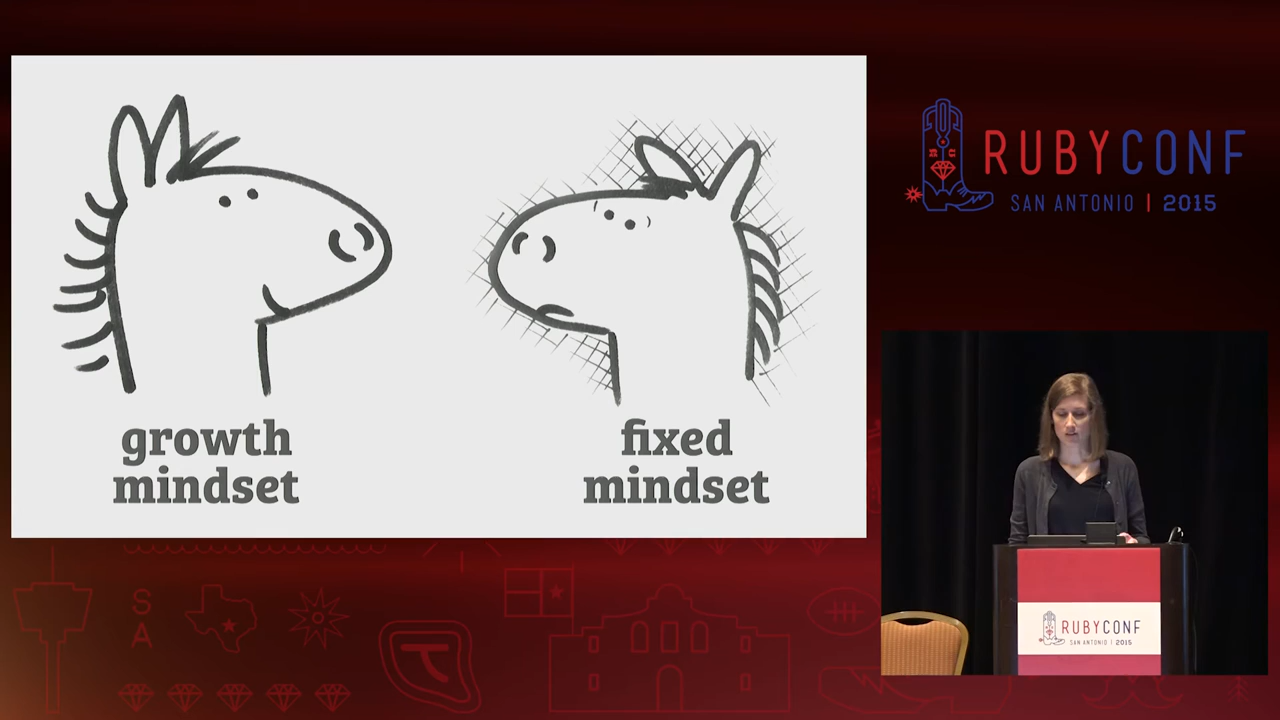 growth
mindset
fixed
mindset
RUBYCONF
SAN ANTONIO | 2015
S
A
RUBYCONF
SAN ANTONIO | 2015